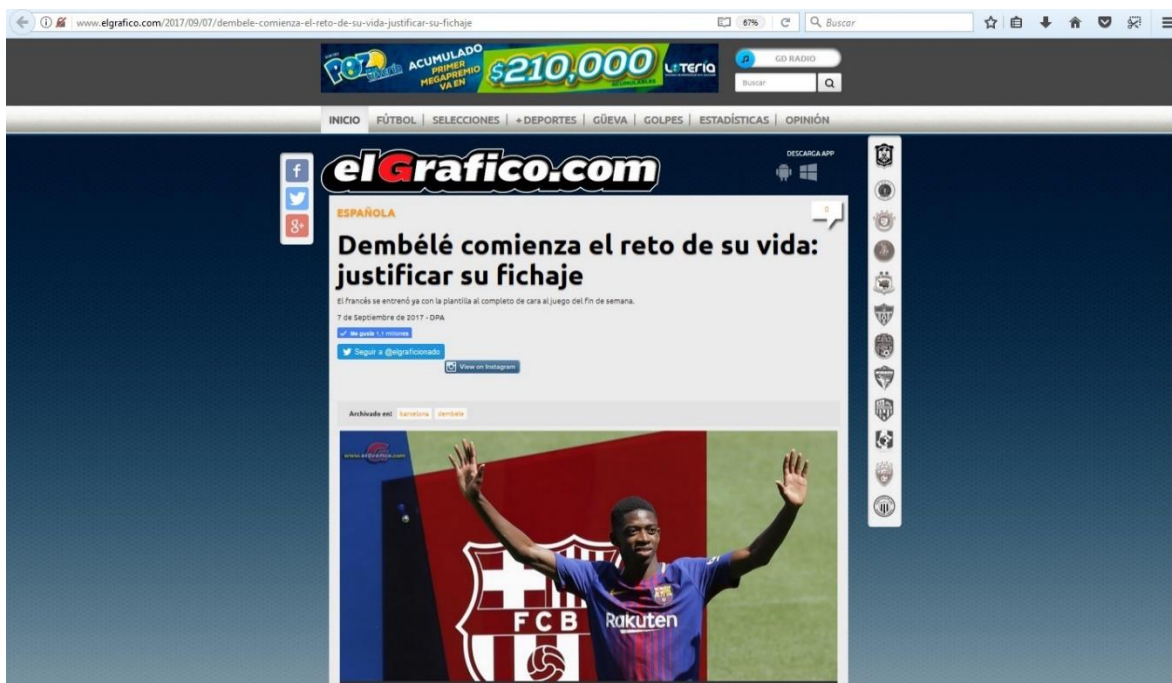 www.elgrafico.com/2017/09/07/dembele-comienza-el-reto-de-su-vida-justificar-su-fichaje
67%
Buscar
ACUMULADO
PRIMER
MEGAPREMIO
VA EN
$210,000
GD RADIO
Buscar
INICIO FÚTBOL | SELECCIONES | + DEPORTES | GÜEVA | GOLPES | ESTADÍSTICAS | OPINIÓN
elGrafico.com
DESCARGA APP
ESPAÑOLA
0
Dembélé comienza el reto de su vida:
justificar su fichaje
El francés se entrenó ya con la plantilla al completo de cara al juego del fin de semana.
7 de Septiembre de 2017 - DPA
Me gusta 1,1 millones
Seguir a @elgraficionado
View on Instagram
Archivado en: barcelona dembele
www.elGrafico.com
FCB
Rakuten